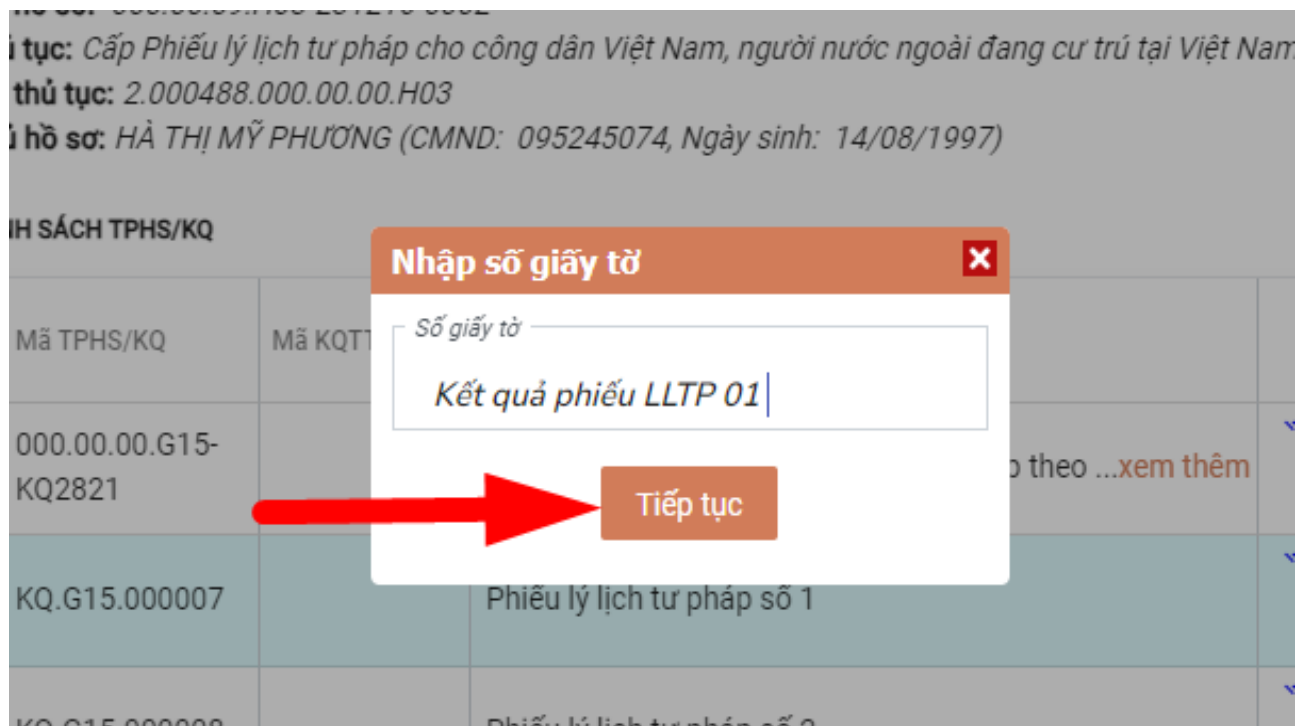 ủ tục: Cấp Phiếu lý lịch tư pháp cho công dân Việt Nam, người nước ngoài đang cư trú tại Việt Nam
thủ tục: 2.000488.000.00.00.H03
hồ sơ: HÀ THỊ MỸ PHƯƠNG (CMND: 095245074, Ngày sinh: 14/08/1997)
NH SÁCH TPHS/KQ
Nhập số giấy tờ
Số giấy tờ
Mã TPHS/KQ Mã KQTT
Kết quả phiếu LLTP 01
000.00.00.G15-
KQ2821
theo ...xem thêm
Tiếp tục
KQ.G15.000007 Phiếu lý lịch tư pháp số 1